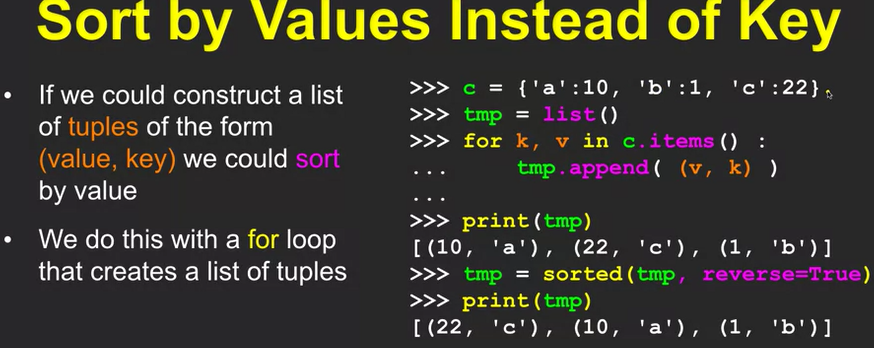 Sort by Values Instead of Key
• If we could construct a list
of tuples of the form
(value, key) we could sort
by value
• We do this with a for loop
that creates a list of tuples
>>> c = {'a':10, 'b':1, 'c':22}
>>> tmp = list()
>>> for k, v in c.items() :
...     tmp.append( (v, k) )
...
>>> print(tmp)
[(10, 'a'), (22, 'c'), (1, 'b')]
>>> tmp = sorted(tmp, reverse=True)
>>> print(tmp)
[(22, 'c'), (10, 'a'), (1, 'b')]